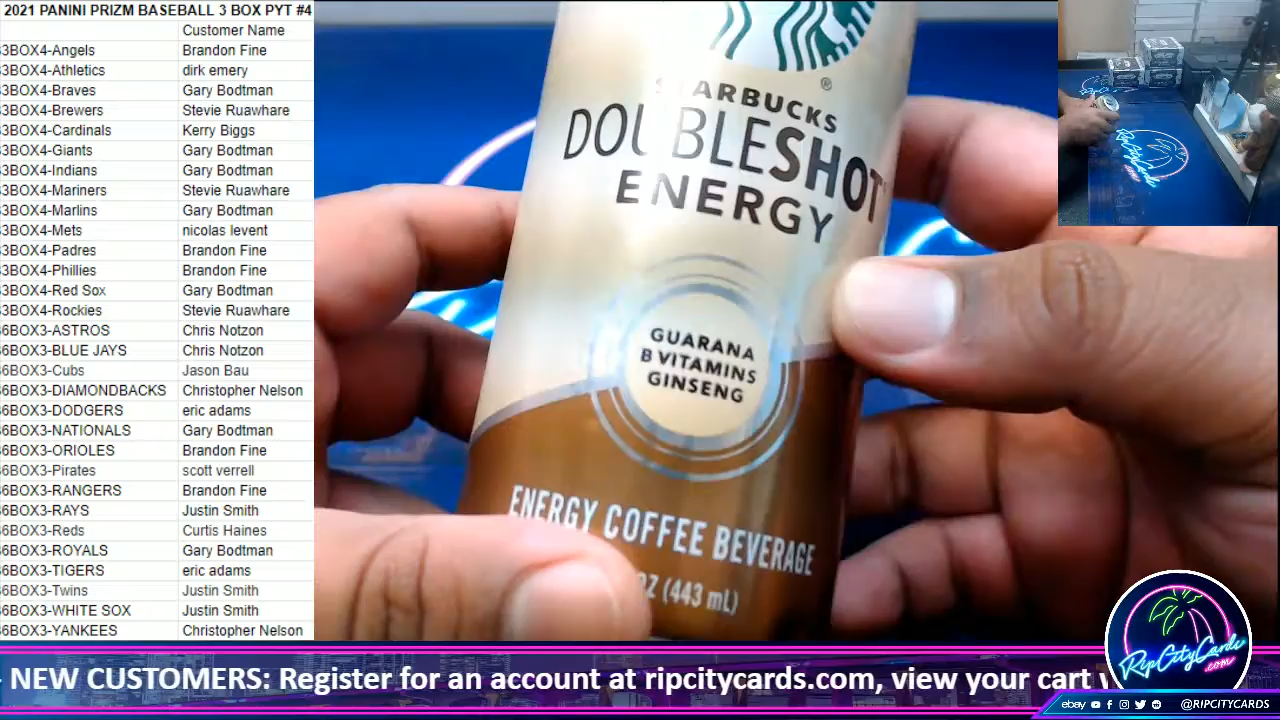 2021 PANINI PRIZM BASEBALL 3 BOX PYT #4
Customer Name
3BOX4-Angels Brandon Fine
3BOX4-Athletics dirk emery
3BOX4-Braves Gary Bodtman
3BOX4-Brewers Stevie Ruawhare
3BOX4-Cardinals Kerry Biggs
3BOX4-Giants Gary Bodtman
3BOX4-Indians Gary Bodtman
3BOX4-Mariners Stevie Ruawhare
3BOX4-Marlins Gary Bodtman
3BOX4-Mets nicolas levent
3BOX4-Padres Brandon Fine
3BOX4-Phillies Brandon Fine
3BOX4-Red Sox Gary Bodtman
3BOX4-Rockies Stevie Ruawhare
6BOX3-ASTROS Chris Notzon
6BOX3-BLUE JAYS Chris Notzon
6BOX3-Cubs Jason Bau
6BOX3-DIAMONDBACKS Christopher Nelson
6BOX3-DODGERS eric adams
6BOX3-NATIONALS Gary Bodtman
6BOX3-ORIOLES Brandon Fine
6BOX3-Pirates scott verrell
6BOX3-RANGERS Brandon Fine
6BOX3-RAYS Justin Smith
6BOX3-Reds Curtis Haines
6BOX3-ROYALS Gary Bodtman
6BOX3-TIGERS eric adams
6BOX3-Twins Justin Smith
6BOX3-WHITE SOX Justin Smith
6BOX3-YANKEES Christopher Nelson
®
STARBUCKS
DOUBLESHOT
ENERGY
GUARANA
B VITAMINS
GINSENG
ENERGY COFFEE BEVERAGE
OZ (443 mL)
NEW CUSTOMERS: Register for an account at ripcitycards.com, view your cart
RipCityCards
.com
ebay @RIPCITYCARDS